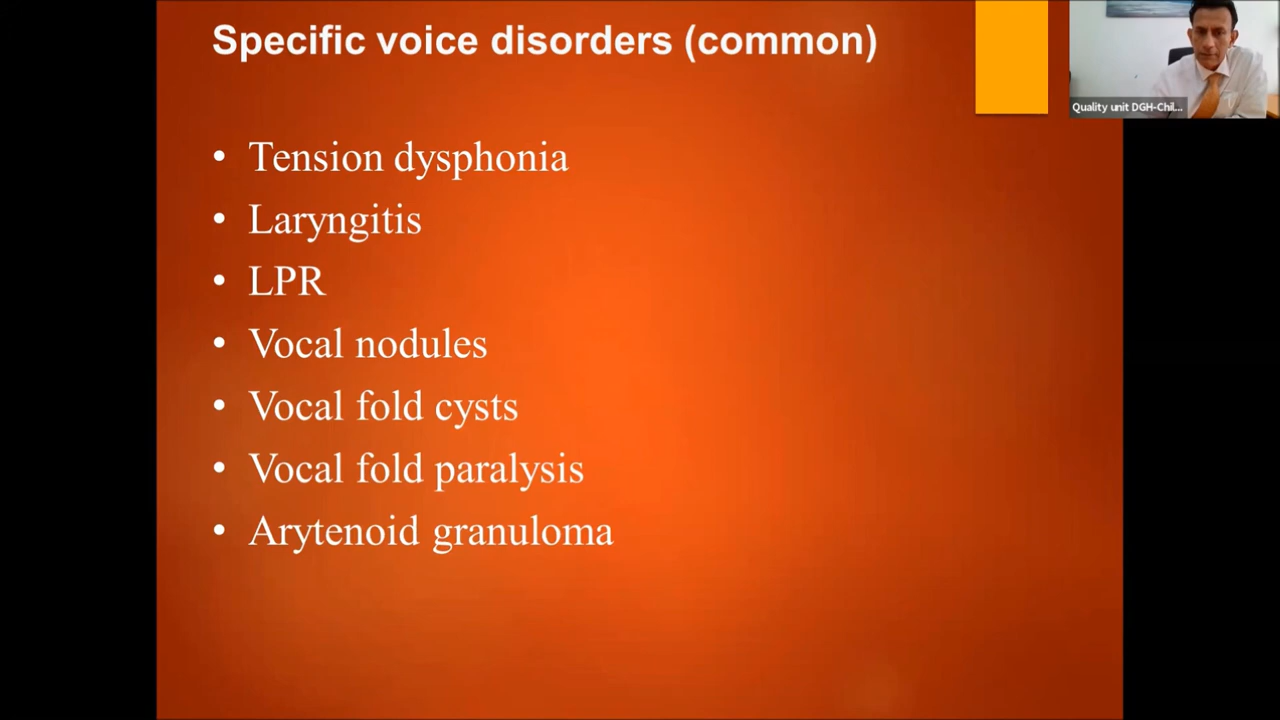 Specific voice disorders (common)
Quality unit DGH-Chil...
• Tension dysphonia
• Laryngitis
• LPR
• Vocal nodules
• Vocal fold cysts
• Vocal fold paralysis
• Arytenoid granuloma